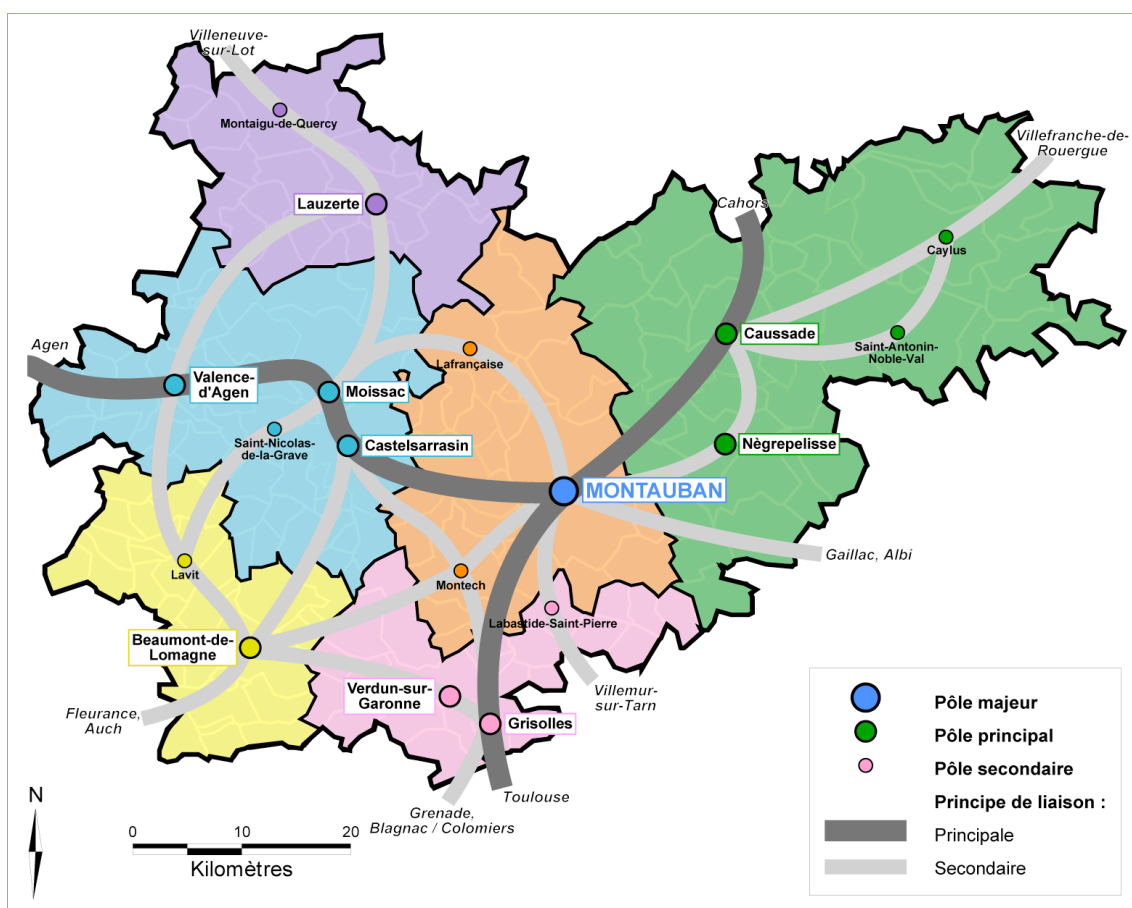 Villeneuve-
sur-Lot
Montaigu-de-Quercy
Villefranche-de-
Rouergue
Lauzerte
Cahors
Caylus
Caussade
Saint-Antonin-
Noble-Val
Agen
Lafrançaise
Valence-
d'Agen
Moissac
Saint-Nicolas-
de-la-Grave
Castelsarrasin
Nègrepelisse
MONTAUBAN
Gaillac, Albi
Lavit
Montech
Labastide-Saint-Pierre
Beaumont-de-
Lomagne
Verdun-sur-
Garonne
Villemur-
sur-Tarn
Fleurance,
Auch
Grisolles
Toulouse
Grenade,
Blagnac / Colomiers
Pôle majeur
Pôle principal
Pôle secondaire
Principe de liaison :
Principale
Secondaire
N
0 10 20
Kilomètres